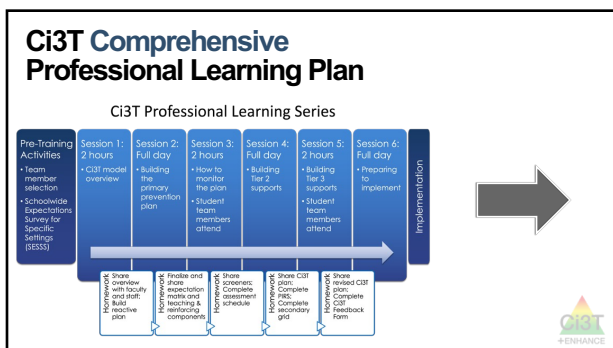 Ci3T Comprehensive
Professional Learning Plan
Ci3T Professional Learning Series
Pre-Training
Activities
• Team
member
selection
• Schoolwide
Expectations
Survey for
Specific
Settings
(SESSS)
Session 1:
2 hours
• Ci3T model
overview
Session 2:
Full day
• Building
the
primary
prevention
plan
Session 3:
2 hours
• How to
monitor
the plan
• Student
team
members
attend
Session 4:
Full day
• Building
Tier 2
supports
Session 5:
2 hours
• Building
Tier 3
supports
• Student
team
members
attend
Session 6:
Full day
• Preparing
to
implement
Implementation
Homework
Share
overview
with faculty
and staff;
Build
reactive
plan
Homework
Finalize and
share
expectation
matrix and
teaching &
reinforcing
components
Homework
Share
screeners;
Complete
assessment
schedule
Homework
Share Ci3T
plan;
Complete
PIRS;
Complete
secondary
grid
Homework
Share
revised Ci3T
plan;
Complete
Ci3T
Feedback
Form
Ci3T
+ENHANCE